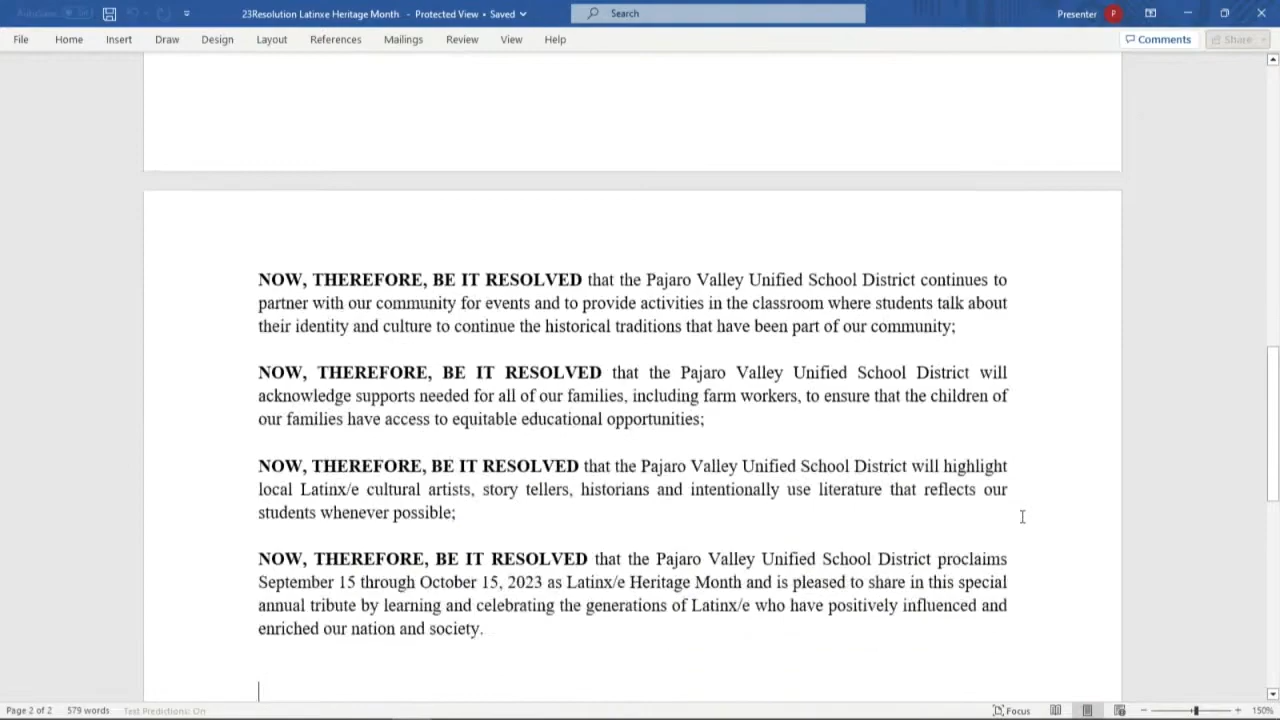 AutoSave Off 23Resolution Latinxe Heritage Month - Protected View • Saved Search Presenter P
File Home Insert Draw Design Layout References Mailings Review View Help Comments Share
NOW, THEREFORE, BE IT RESOLVED that the Pajaro Valley Unified School District continues to
partner with our community for events and to provide activities in the classroom where students talk about
their identity and culture to continue the historical traditions that have been part of our community;
NOW, THEREFORE, BE IT RESOLVED that the Pajaro Valley Unified School District will
acknowledge supports needed for all of our families, including farm workers, to ensure that the children of
our families have access to equitable educational opportunities;
NOW, THEREFORE, BE IT RESOLVED that the Pajaro Valley Unified School District will highlight
local Latinx/e cultural artists, story tellers, historians and intentionally use literature that reflects our
students whenever possible;
NOW, THEREFORE, BE IT RESOLVED that the Pajaro Valley Unified School District proclaims
September 15 through October 15, 2023 as Latinx/e Heritage Month and is pleased to share in this special
annual tribute by learning and celebrating the generations of Latinx/e who have positively influenced and
enriched our nation and society.
Page 2 of 2 579 words Text Predictions: On Focus 150%